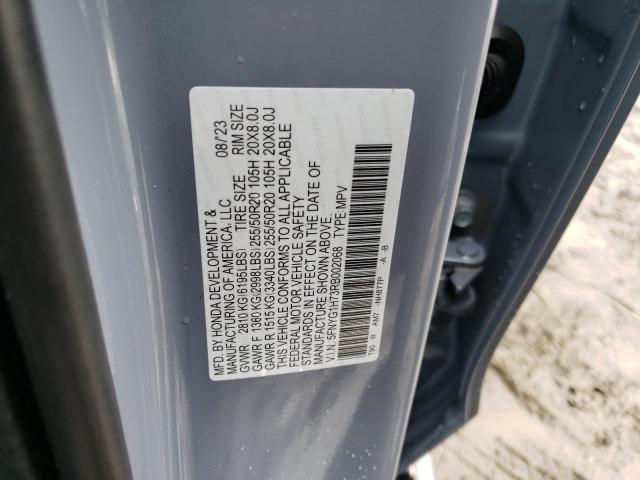 MFD. BY HONDA DEVELOPMENT & 08/'23
MANUFACTURING OF AMERICA, LLC
TIRE SIZE RIM SIZE
GVWR 2810 KG(6195LBS)
GAWR F 1360 KG(2998LBS) 255/50R20 105H 20X8.0J
GAWR R 1515 KG(3340LBS) 255/50R20 105H 20X8.0J
THIS VEHICLE CONFORMS TO ALL APPLICABLE
FEDERAL MOTOR VEHICLE SAFETY
STANDARDS IN EFFECT ON THE DATE OF
MANUFACTURE SHOWN ABOVE.
V.I.N. 5FNYG1H73RB002068 TYPE:MPV
T90 R AM7 -NH877P -A -B